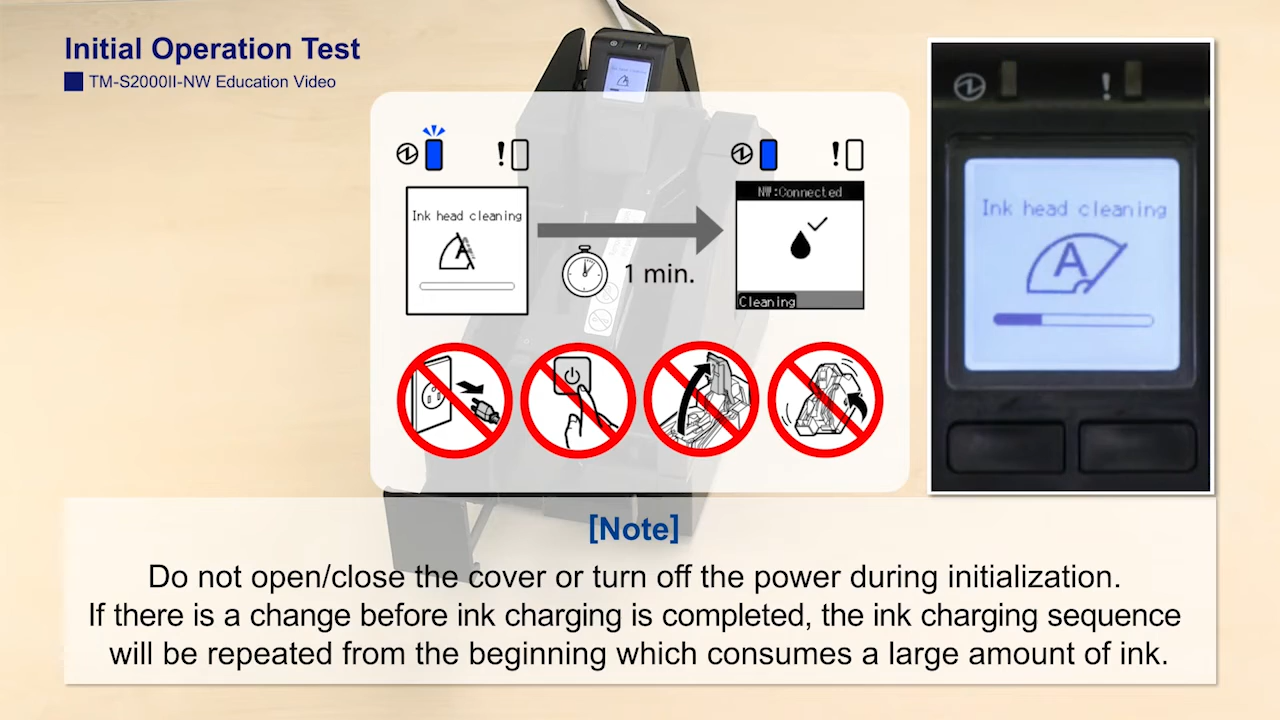 Initial Operation Test
TM-S2000II-NW Education Video
!
!
!
Ink head cleaning
A
NW:Connected
Ink head cleaning
A
1 min.
Cleaning
[Note]
Do not open/close the cover or turn off the power during initialization.
If there is a change before ink charging is completed, the ink charging sequence
will be repeated from the beginning which consumes a large amount of ink.